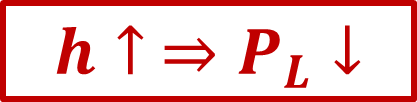 h ↑ ⇒ P_L ↓